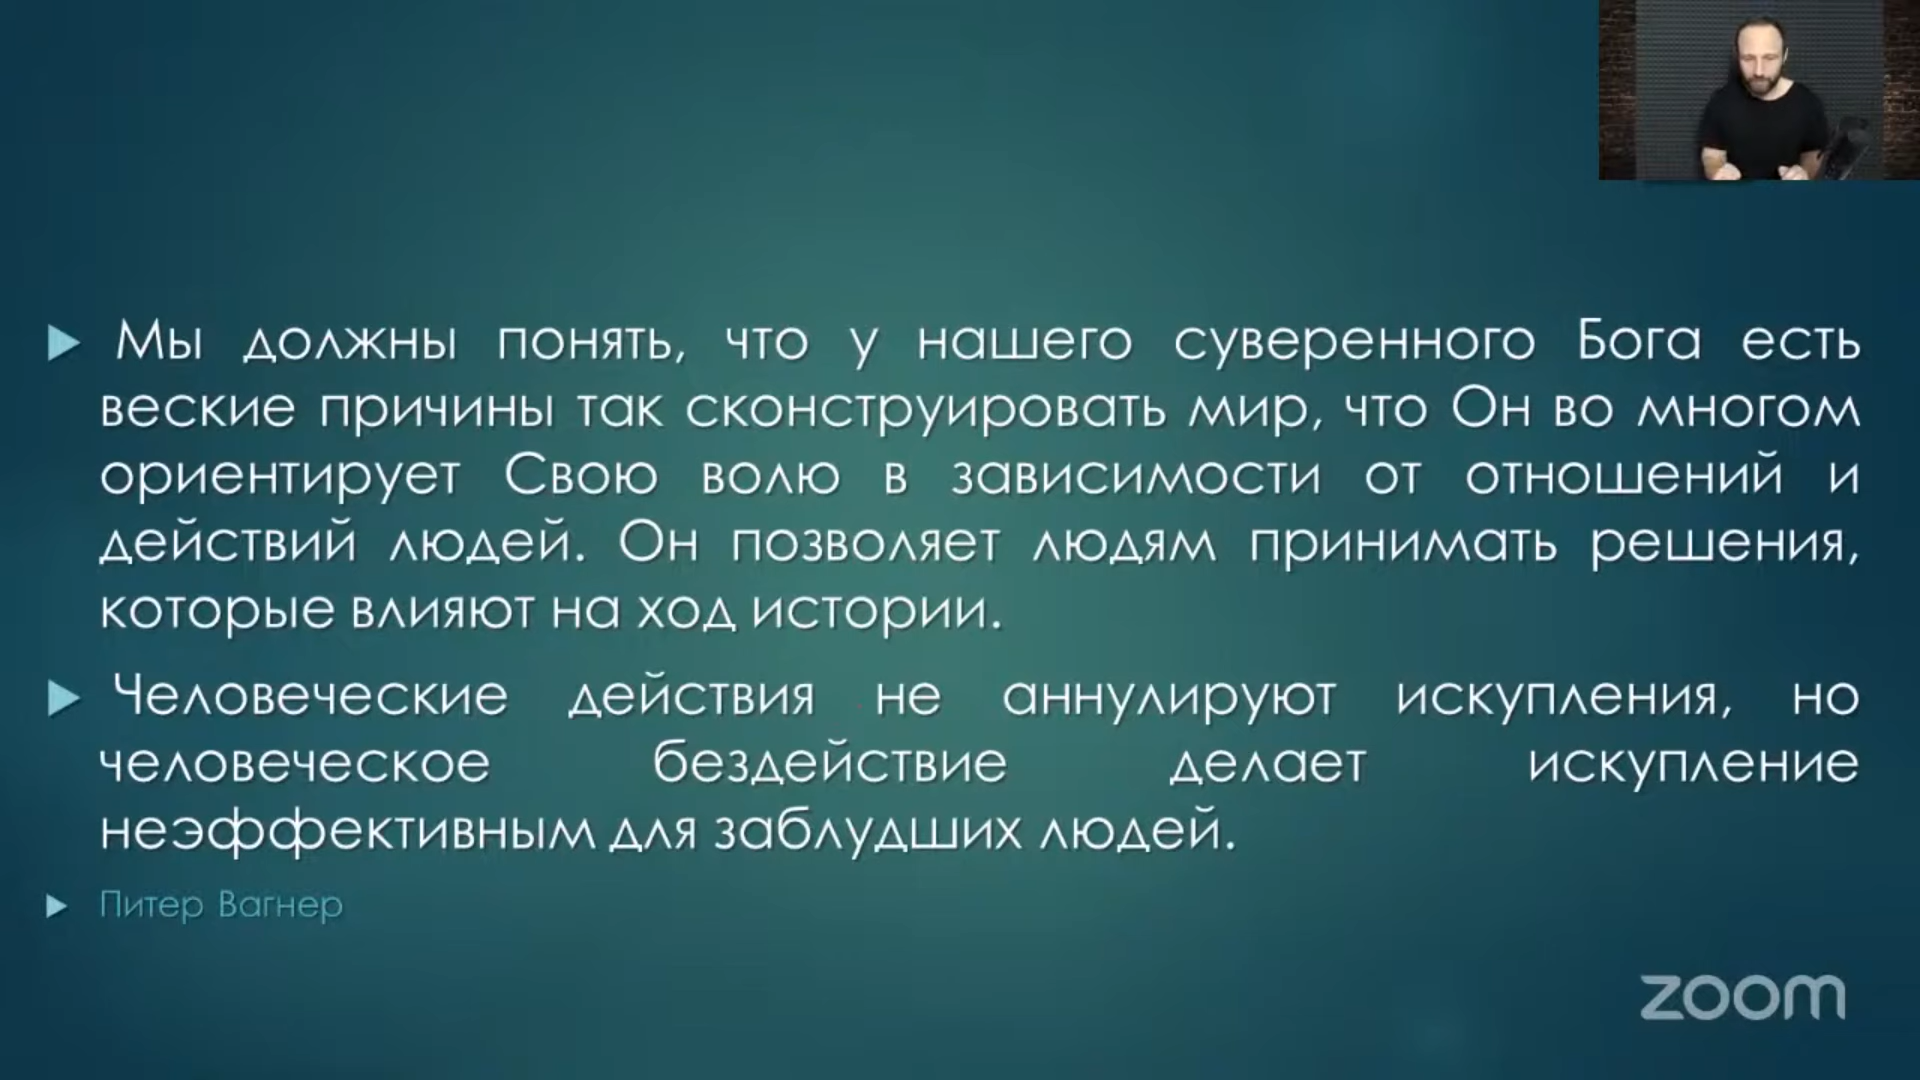 Мы должны понять, что у нашего суверенного Бога есть
веские причины так сконструировать мир, что Он во многом
ориентирует Свою волю в зависимости от отношений и
действий людей. Он позволяет людям принимать решения,
которые влияют на ход истории.
Человеческие действия не аннулируют искупления, но
человеческое бездействие делает искупление
неэффективным для заблудших людей.
Питер Вагнер
zoom